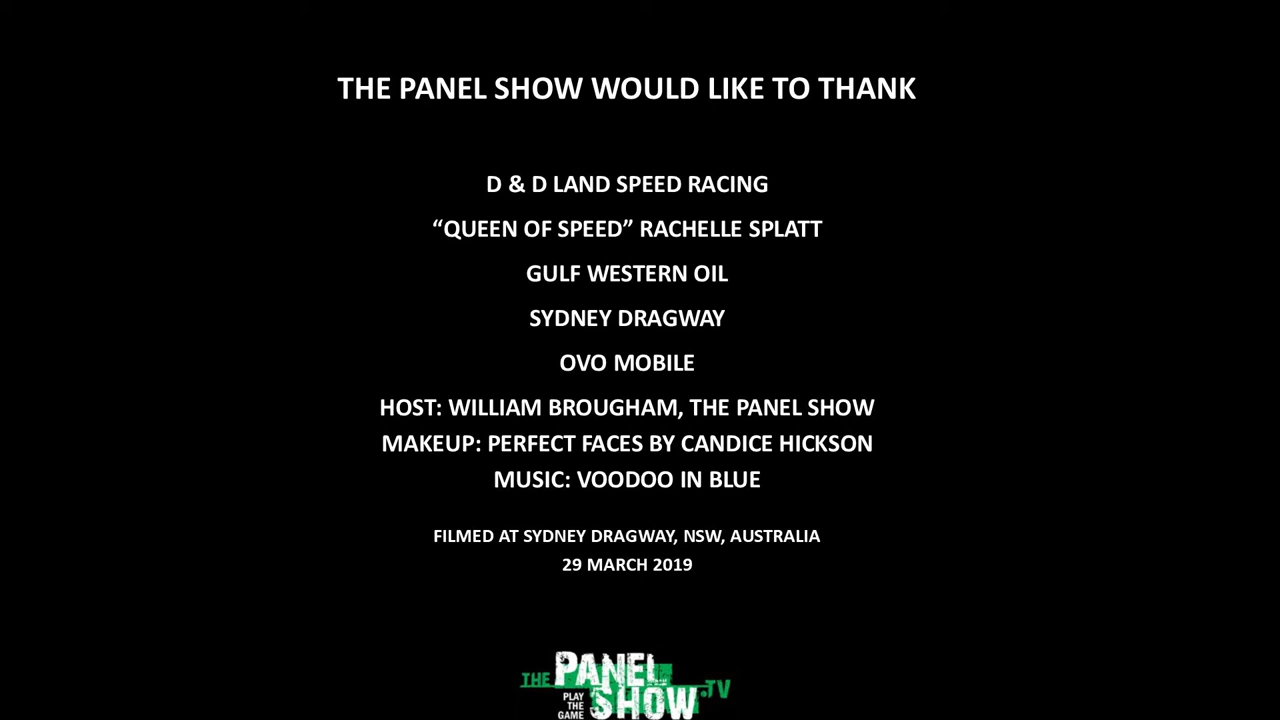 THE PANEL SHOW WOULD LIKE TO THANK
D & D LAND SPEED RACING
“QUEEN OF SPEED” RACHELLE SPLATT
GULF WESTERN OIL
SYDNEY DRAGWAY
OVO MOBILE
HOST: WILLIAM BROUGHAM, THE PANEL SHOW
MAKEUP: PERFECT FACES BY CANDICE HICKSON
MUSIC: VOODOO IN BLUE
FILMED AT SYDNEY DRAGWAY, NSW, AUSTRALIA
29 MARCH 2019
THE PANEL
SHOW.TV
PLAY
THE
GAME